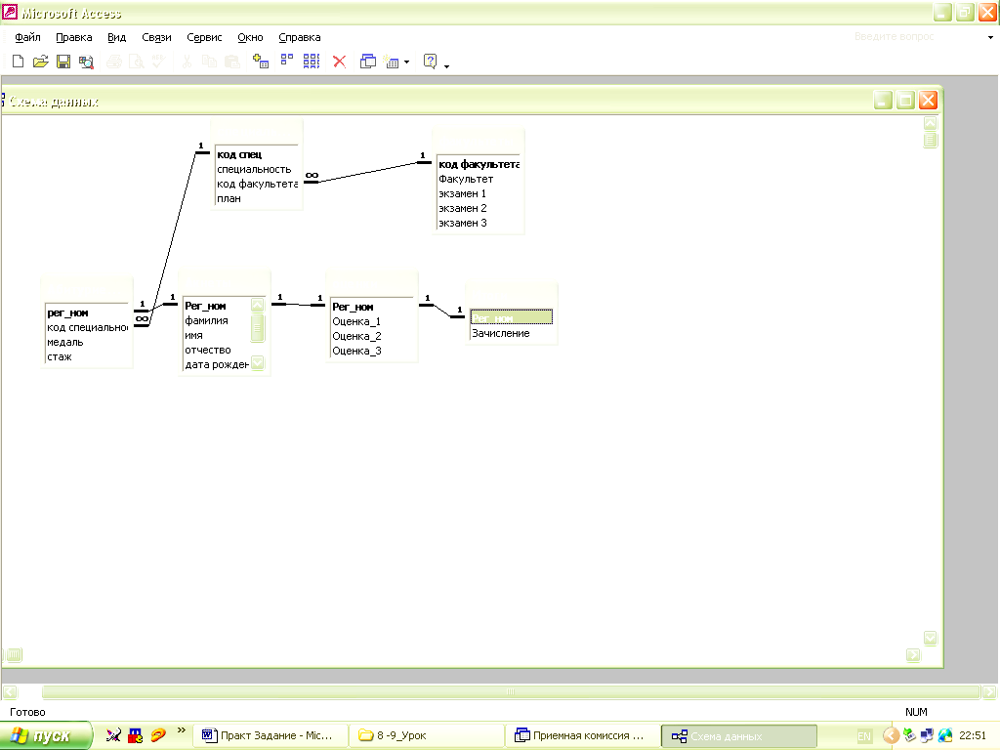 Microsoft Access
Файл Правка Вид Связи Сервис Окно Справка
Введите вопрос
Схема данных
1
код спец
специальность
код факультета
план
∞
1
код факультета
Факультет
экзамен 1
экзамен 2
экзамен 3
рег_ном
код специально
медаль
стаж
1
∞
1
Рег_ном
фамилия
имя
отчество
дата рожден
1
1
Рег_ном
Оценка_1
Оценка_2
Оценка_3
1
1
Рег_ном
Зачисление
Готово
NUM
пуск
Практ Задание - Mic...
8 -9_Урок
Приемная комиссия ...
Схема данных
EN
22:51